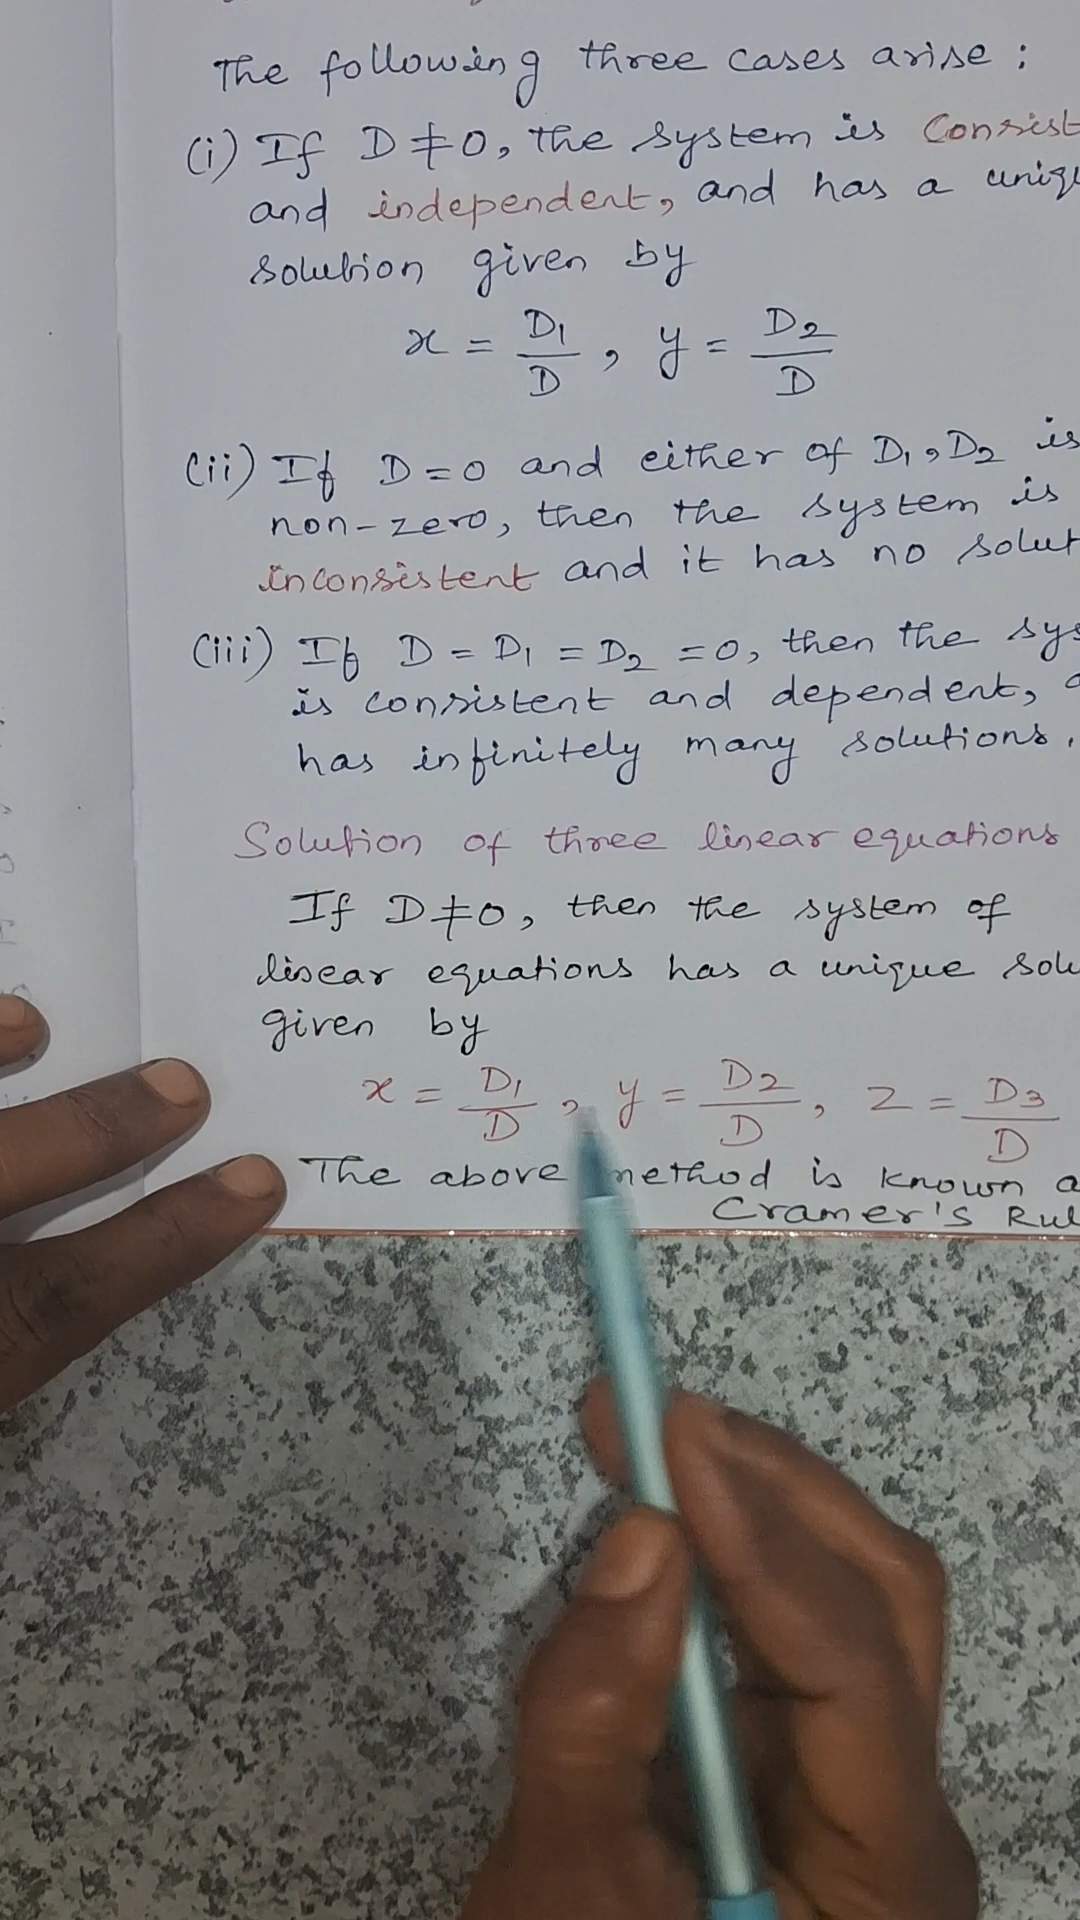 The following three cases arise :
(i) If D ≠ 0, the system is Consist
and independent, and has a uniqu
solution given by
x = D₁/D , y = D₂/D
(ii) If D = 0 and either of D₁, D₂ is
non-zero, then the system is
inconsistent and it has no solut
(iii) If D = D₁ = D₂ = 0, then the sys
is consistent and dependent,
has infinitely many solutions.
Solution of three linear equations
If D ≠ 0, then the system of
linear equations has a unique solu
given by
x = D₁/D , y = D₂/D , z = D₃/D
The above method is known a
Cramer's Rul